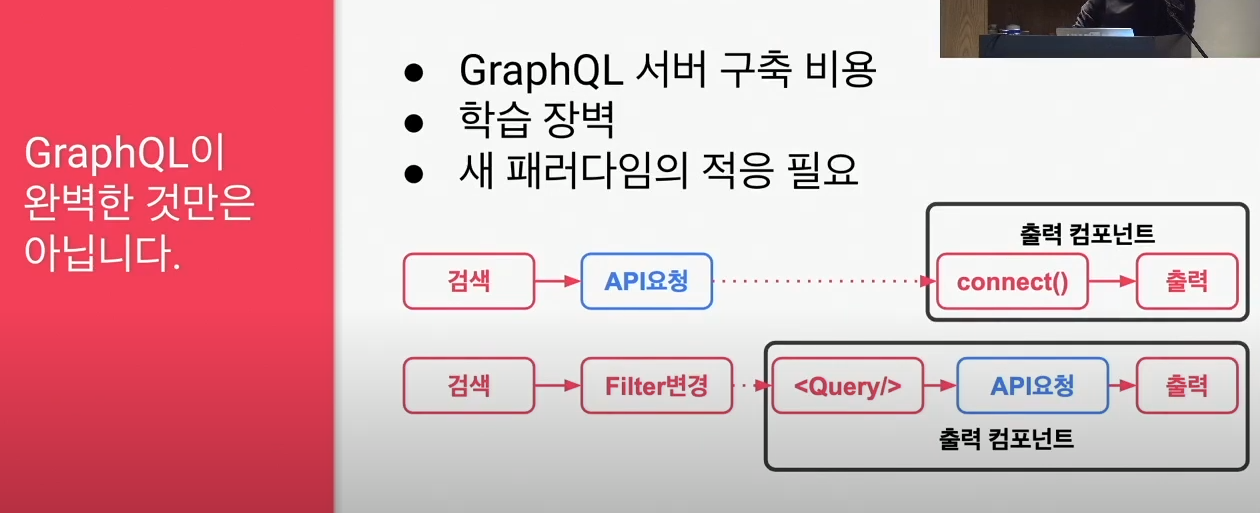 GraphQL이
완벽한 것만은
아닙니다.
● GraphQL 서버 구축 비용
● 학습 장벽
● 새 패러다임의 적응 필요
출력 컴포넌트
검색 API요청 connect() 출력
검색 Filter변경 <Query/> API요청 출력
출력 컴포넌트